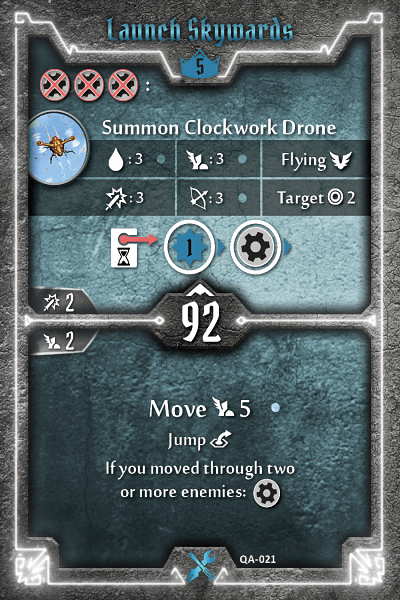 Launch Skywards
5
:
Summon Clockwork Drone
: 3 : 3 Flying
: 3 : 3 Target 2
1
2
92
2
Move 5
Jump
If you moved through two
or more enemies:
QA-021